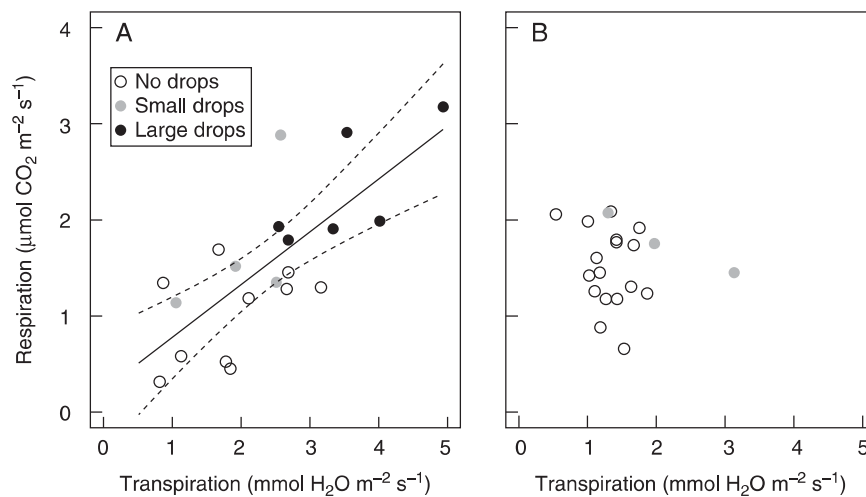 A
B
No drops
Small drops
Large drops
Respiration (μmol CO₂ m⁻² s⁻¹)
4
3
2
1
0
0 1 2 3 4 5
0 1 2 3 4 5
Transpiration (mmol H₂O m⁻² s⁻¹)
Transpiration (mmol H₂O m⁻² s⁻¹)